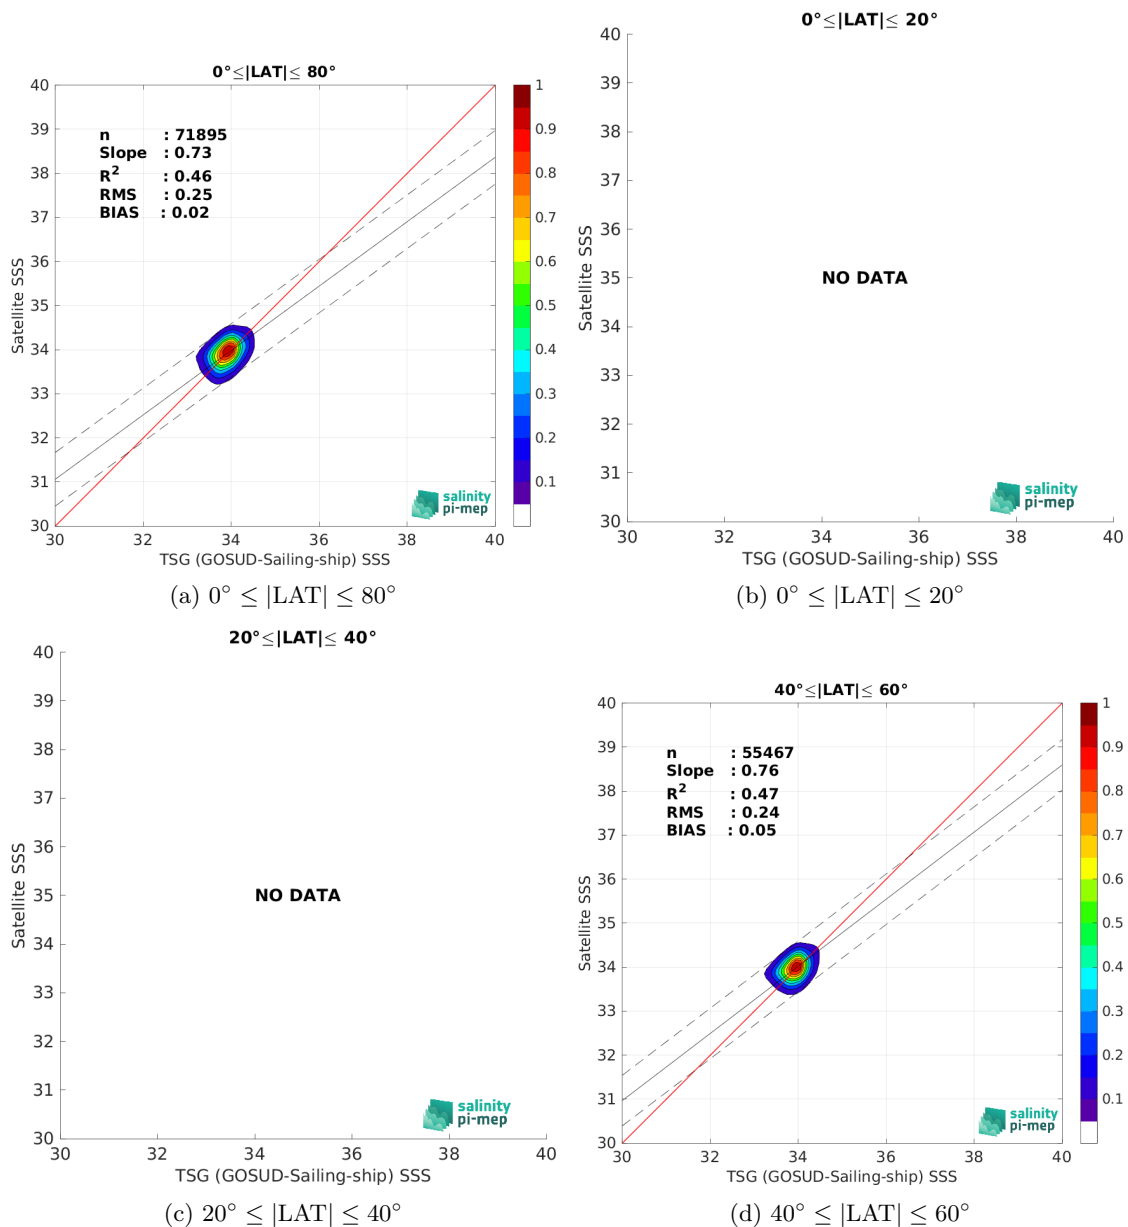 0°≤|LAT|≤ 80°
40
39
38
37
36
35
34
33
32
31
30
Satellite SSS
n : 71895
Slope : 0.73
R² : 0.46
RMS : 0.25
BIAS : 0.02
salinity
pi-mep
30 32 34 36 38 40
TSG (GOSUD-Sailing-ship) SSS
1
0.9
0.8
0.7
0.6
0.5
0.4
0.3
0.2
0.1
(a) 0° ≤ |LAT| ≤ 80°
0°≤|LAT|≤ 20°
40
39
38
37
36
35
34
33
32
31
30
Satellite SSS
NO DATA
salinity
pi-mep
30 32 34 36 38 40
TSG (GOSUD-Sailing-ship) SSS
(b) 0° ≤ |LAT| ≤ 20°
20°≤|LAT|≤ 40°
40
39
38
37
36
35
34
33
32
31
30
Satellite SSS
NO DATA
salinity
pi-mep
30 32 34 36 38 40
TSG (GOSUD-Sailing-ship) SSS
(c) 20° ≤ |LAT| ≤ 40°
40°≤|LAT|≤ 60°
40
39
38
37
36
35
34
33
32
31
30
Satellite SSS
n : 55467
Slope : 0.76
R² : 0.47
RMS : 0.24
BIAS : 0.05
salinity
pi-mep
30 32 34 36 38 40
TSG (GOSUD-Sailing-ship) SSS
1
0.9
0.8
0.7
0.6
0.5
0.4
0.3
0.2
0.1
(d) 40° ≤ |LAT| ≤ 60°